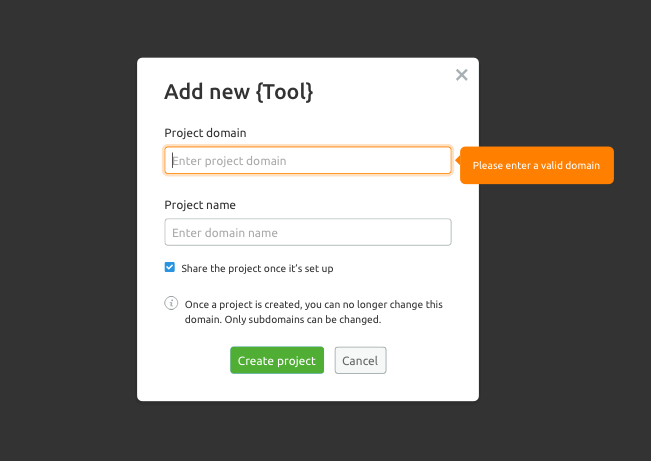 Add new {Tool}
Project domain
Enter project domain
Please enter a valid domain
Project name
Enter domain name
Share the project once it's set up
Once a project is created, you can no longer change this
domain. Only subdomains can be changed.
Create project
Cancel